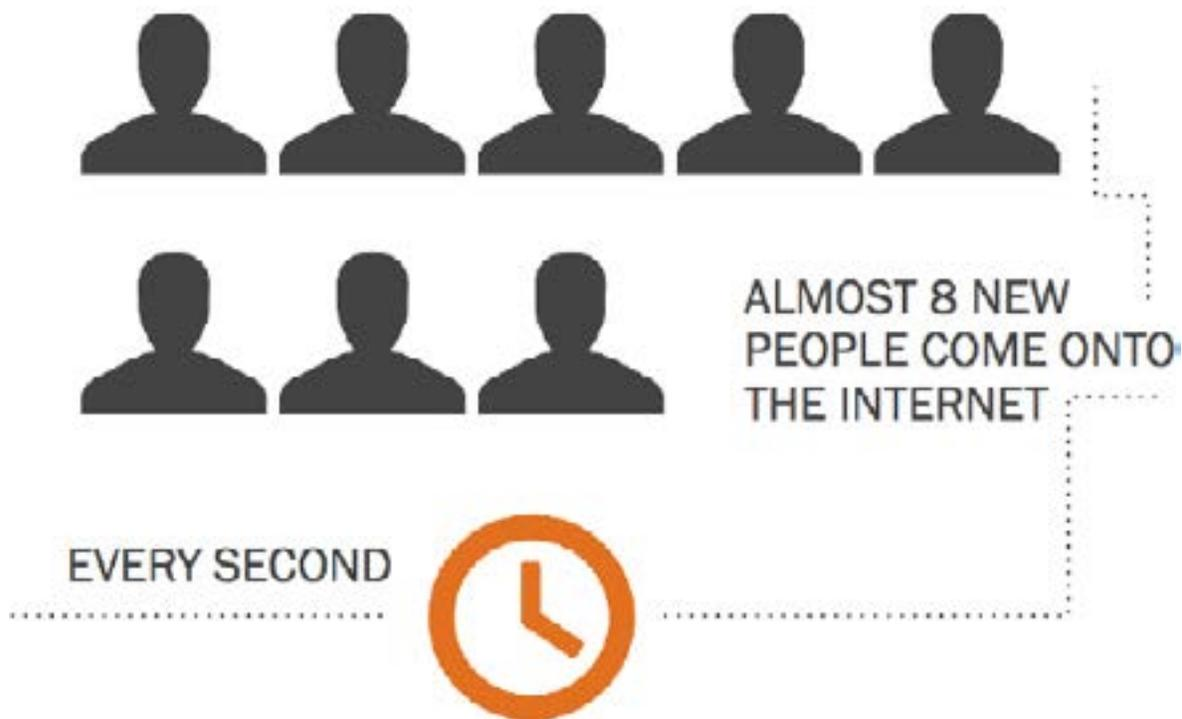 ALMOST 8 NEW
PEOPLE COME ONTO
THE INTERNET
EVERY SECOND